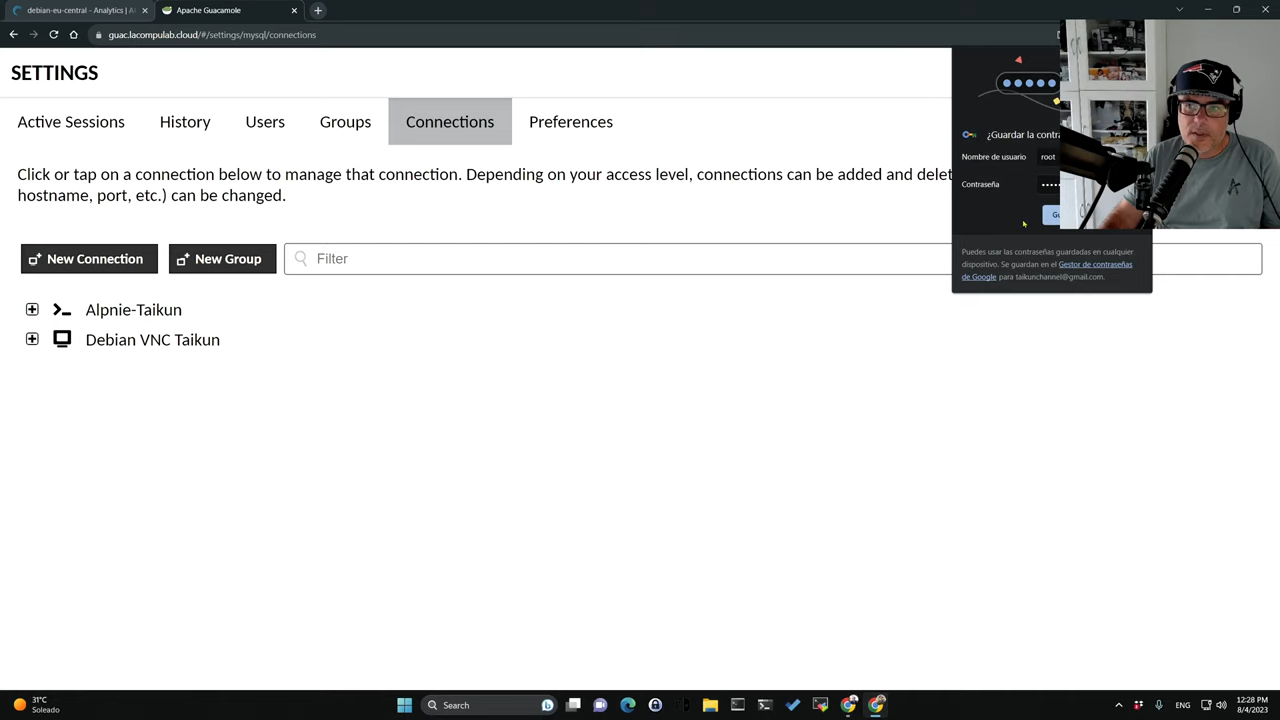 debian-eu-central - Analytics |
Apache Guacamole
guac.lacompulab.cloud/#/settings/mysql/connections
SETTINGS
Active Sessions
History
Users
Groups
Connections
Preferences
Click or tap on a connection below to manage that connection. Depending on your access level, connections can be added and delet
hostname, port, etc.) can be changed.
¿Guardar la contra
Nombre de usuario root
Contraseña •••••
Gu
Puedes usar las contraseñas guardadas en cualquier
dispositivo. Se guardan en el Gestor de contraseñas
de Google para taikunchannel@gmail.com.
New Connection
New Group
Filter
Alpnie-Taikun
Debian VNC Taikun
31°C
Soleado
Search
ENG
12:28 PM
8/4/2023